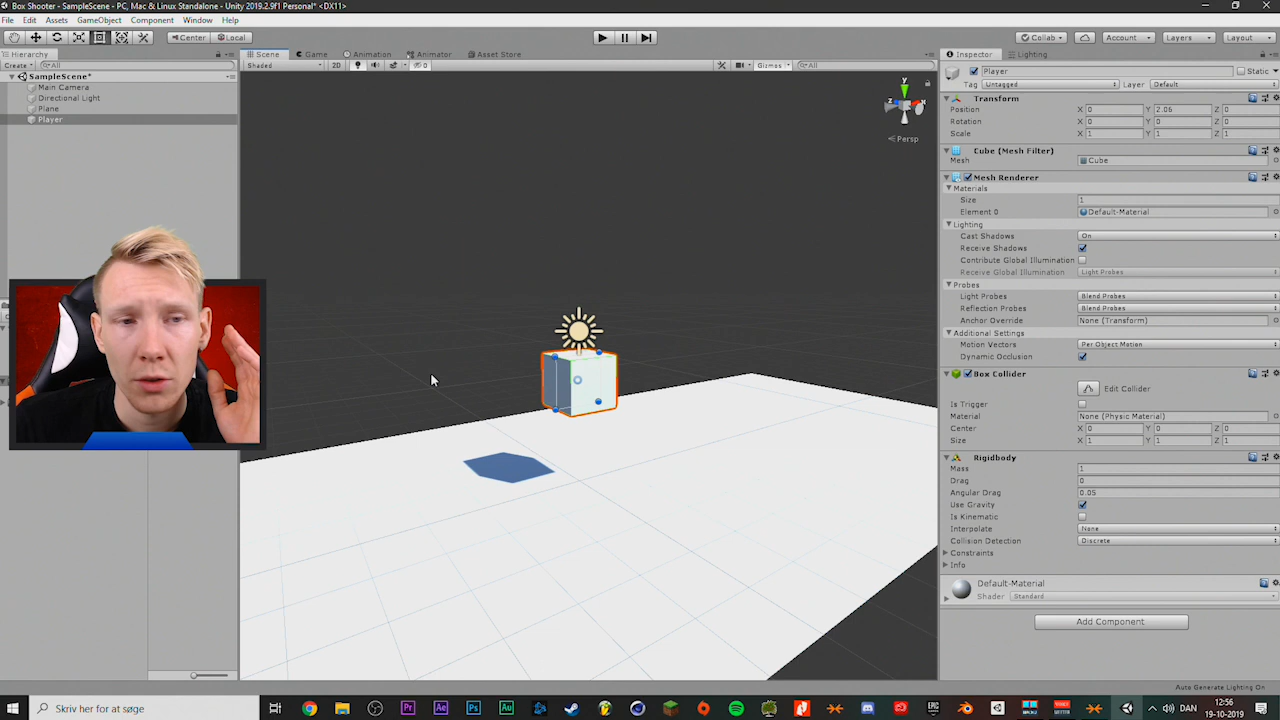 Box Shooter - SampleScene - PC, Mac & Linux Standalone - Unity 2019.2.9f1 Personal* <DX11>
File Edit Assets GameObject Component Window Help
Center Local
Collab Account Layers Layout
Hierarchy
Scene Game Animation Animator Asset Store
Inspector Lighting
Create All
Shaded 2D 0 Gizmos All
SampleScene*
Main Camera
Directional Light
Plane
Player
y
x
z
Persp
Player Static
Tag Untagged Layer Default
Transform
Position X 0 Y 2.06 Z 0
Rotation X 0 Y 0 Z 0
Scale X 1 Y 1 Z 1
Cube (Mesh Filter)
Mesh Cube
Mesh Renderer
Materials
Size 1
Element 0 Default-Material
Lighting
Cast Shadows On
Receive Shadows
Contribute Global Illumination
Receive Global Illumination Light Probes
Probes
Light Probes Blend Probes
Reflection Probes Blend Probes
Anchor Override None (Transform)
Additional Settings
Motion Vectors Per Object Motion
Dynamic Occlusion
Box Collider
Edit Collider
Is Trigger
Material None (Physic Material)
Center X 0 Y 0 Z 0
Size X 1 Y 1 Z 1
Rigidbody
Mass 1
Drag 0
Angular Drag 0.05
Use Gravity
Is Kinematic
Interpolate None
Collision Detection Discrete
Constraints
Info
Default-Material
Shader Standard
Add Component
Auto Generate Lighting On
Skriv her for at søge
Pr Ae Ps Au
EPIC
DAN
12:56
19-10-2019